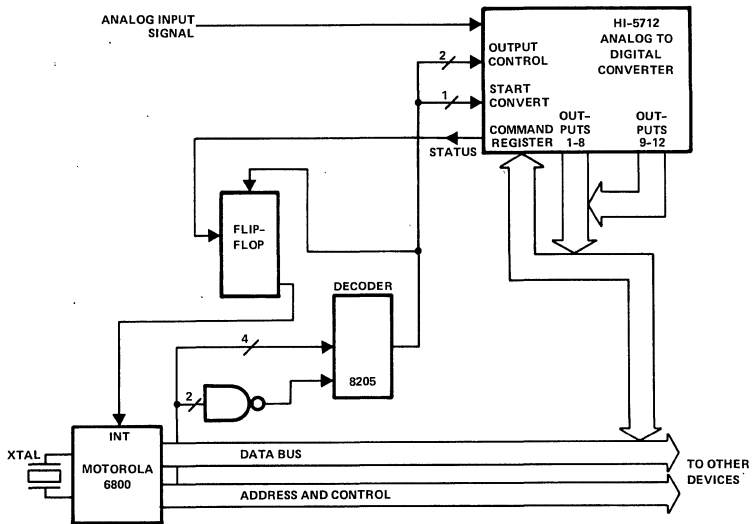 ANALOG INPUT
SIGNAL
HI-5712
ANALOG TO
DIGITAL
CONVERTER
2
OUTPUT
CONTROL
1
START
CONVERT
COMMAND
REGISTER
OUT-
PUTS
1-8
OUT-
PUTS
9-12
STATUS
FLIP-
FLOP
DECODER
4
8205
2
INT
XTAL
MOTOROLA
6800
DATA BUS
ADDRESS AND CONTROL
TO OTHER
DEVICES